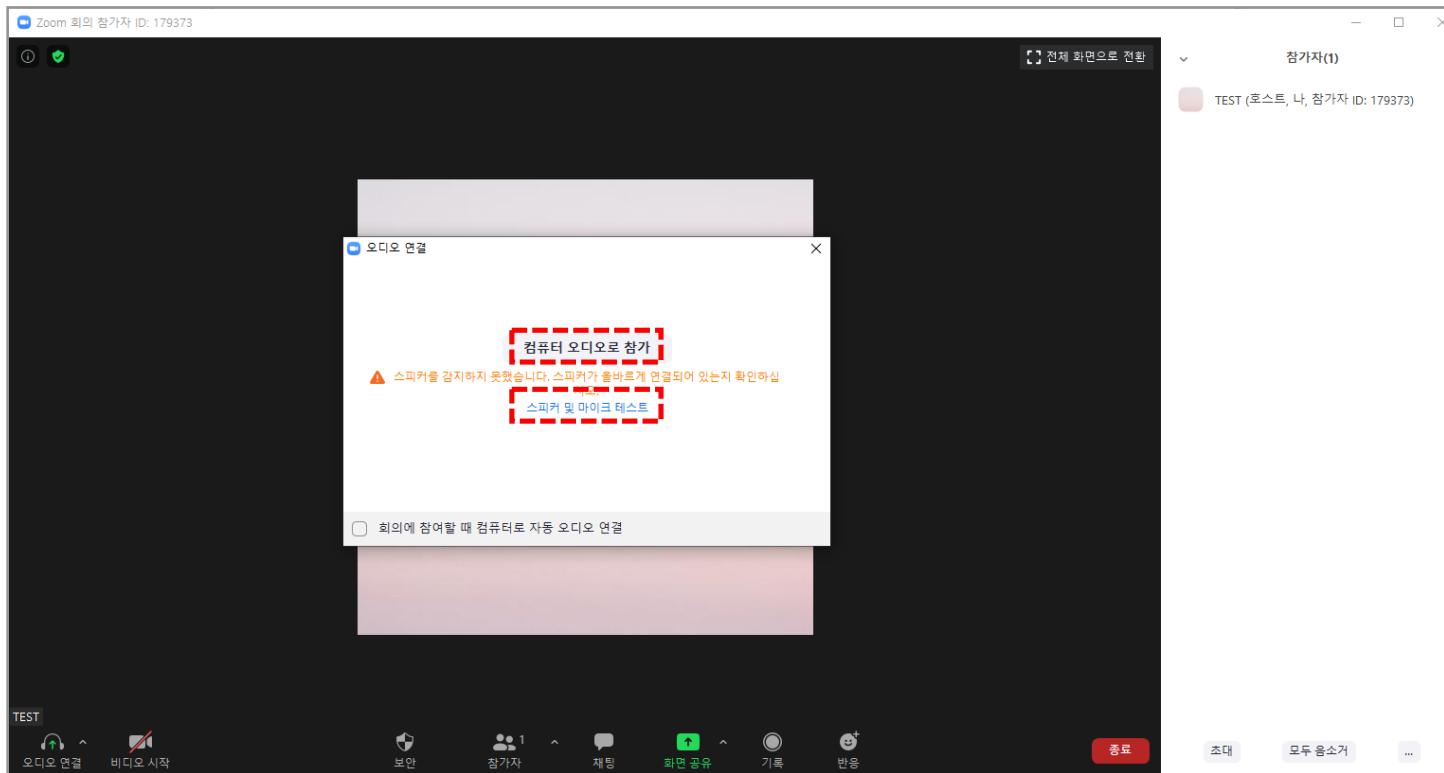 Zoom 회의 참가자 ID: 179373
전체 화면으로 전환
참가자(1)
TEST (호스트, 나, 참가자 ID: 179373)
오디오 연결
컴퓨터 오디오로 참가
스피커를 감지하지 못했습니다. 스피커가 올바르게 연결되어 있는지 확인하십
스피커 및 마이크 테스트
회의에 참여할 때 컴퓨터로 자동 오디오 연결
TEST
오디오 연결
비디오 시작
보안
1
참가자
채팅
화면 공유
기록
반응
종료
초대
모두 음소거
...